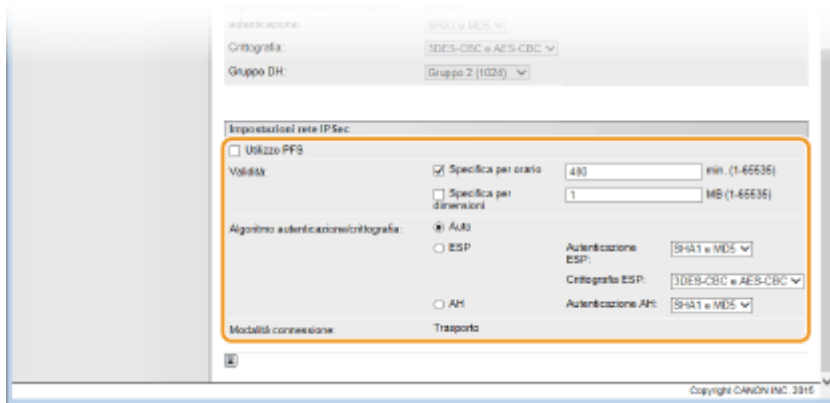 autenticazione: SHA1 e MD5
Crittografia: 3DES-CBC e AES-CBC
Gruppo DH: Gruppo 2 (1024)
Impostazioni rete IPSec
Utilizzo PFS
Validità: Specifica per orario 480 min. (1-65535)
Specifica per dimensioni 1 MB (1-65535)
Algoritmo autenticazione/crittografia: Auto
ESP Autenticazione ESP: SHA1 e MD5
Crittografia ESP: 3DES-CBC e AES-CBC
AH Autenticazione AH: SHA1 e MD5
Modalità connessione: Trasporto
Copyright CANON INC. 2015